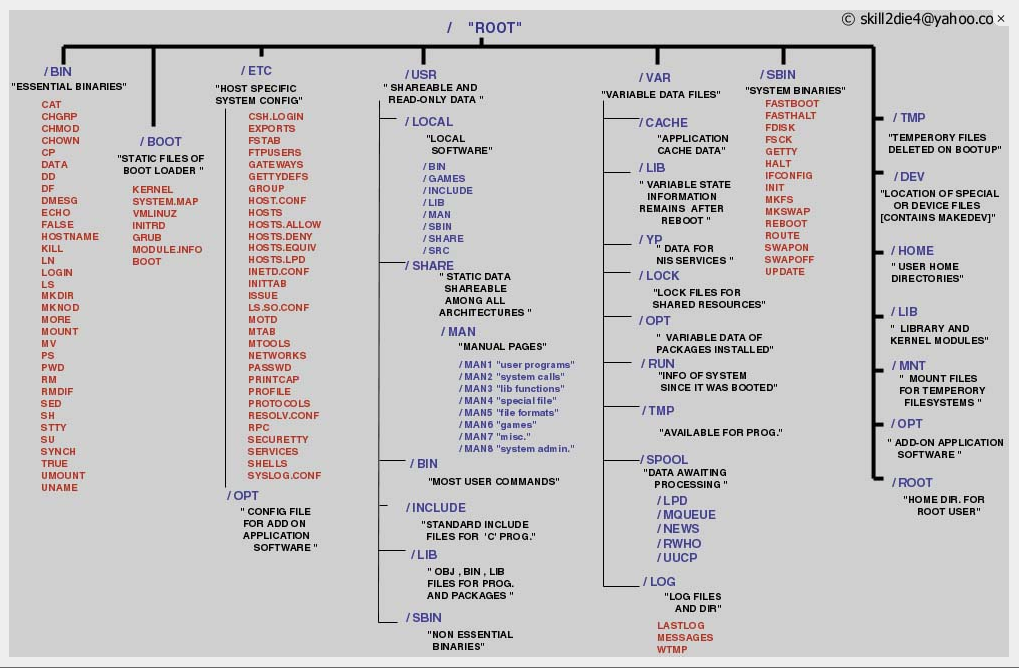 © skill2die4@yahoo.co ×
/ "ROOT"
/BIN
"ESSENTIAL BINARIES"
CAT
CHGRP
CHMOD
CHOWN
CP
DATA
DD
DF
DMESG
ECHO
FALSE
HOSTNAME
KILL
LN
LOGIN
LS
MKDIR
MKNOD
MORE
MOUNT
MV
PS
PWD
RM
RMDIF
SED
SH
STTY
SU
SYNCH
TRUE
UMOUNT
UNAME
/BOOT
"STATIC FILES OF
BOOT LOADER "
KERNEL
SYSTEM.MAP
VMLINUZ
INITRD
GRUB
MODULE.INFO
BOOT
/ETC
"HOST SPECIFIC
SYSTEM CONFIG"
CSH.LOGIN
EXPORTS
FSTAB
FTPUSERS
GATEWAYS
GETTYDEFS
GROUP
HOST.CONF
HOSTS
HOSTS.ALLOW
HOSTS.DENY
HOSTS.EQUIV
HOSTS.LPD
INETD.CONF
INITTAB
ISSUE
LS.SO.CONF
MOTD
MTAB
MTOOLS
NETWORKS
PASSWD
PRINTCAP
PROFILE
PROTOCOLS
RESOLV.CONF
RPC
SECURETTY
SERVICES
SHELLS
SYSLOG.CONF
/OPT
" CONFIG FILE
FOR ADD ON
APPLICATION
SOFTWARE "
/USR
" SHAREABLE AND
READ-ONLY DATA "
/LOCAL
"LOCAL
SOFTWARE"
/BIN
/GAMES
/INCLUDE
/LIB
/MAN
/SBIN
/SHARE
/SRC
/SHARE
" STATIC DATA
SHAREABLE
AMONG ALL
ARCHITECTURES "
/MAN
"MANUAL PAGES"
/MAN1 "user programs"
/MAN2 "system calls"
/MAN3 "lib functions"
/MAN4 "special file"
/MAN5 "file formats"
/MAN6 "games"
/MAN7 "misc."
/MAN8 "system admin."
/BIN
"MOST USER COMMANDS"
/INCLUDE
"STANDARD INCLUDE
FILES FOR 'C' PROG."
/LIB
" OBJ , BIN , LIB
FILES FOR PROG.
AND PACKAGES "
/SBIN
"NON ESSENTIAL
BINARIES"
/VAR
"VARIABLE DATA FILES"
/CACHE
"APPLICATION
CACHE DATA"
/LIB
" VARIABLE STATE
INFORMATION
REMAINS AFTER
REBOOT "
/YP
" DATA FOR
NIS SERVICES "
/LOCK
"LOCK FILES FOR
SHARED RESOURCES"
/OPT
" VARIABLE DATA OF
PACKAGES INSTALLED"
/RUN
"INFO OF SYSTEM
SINCE IT WAS BOOTED"
/TMP
"AVAILABLE FOR PROG."
/SPOOL
"DATA AWAITING
PROCESSING "
/LPD
/MQUEUE
/NEWS
/RWHO
/UUCP
/LOG
"LOG FILES
AND DIR"
LASTLOG
MESSAGES
WTMP
/SBIN
"SYSTEM BINARIES"
FASTBOOT
FASTHALT
FDISK
FSCK
GETTY
HALT
IFCONFIG
INIT
MKFS
MKSWAP
REBOOT
ROUTE
SWAPON
SWAPOFF
UPDATE
/TMP
"TEMPERORY FILES
DELETED ON BOOTUP"
/DEV
"LOCATION OF SPECIAL
OR DEVICE FILES
[CONTAINS MAKEDEV]"
/HOME
" USER HOME
DIRECTORIES"
/LIB
" LIBRARY AND
KERNEL MODULES"
/MNT
" MOUNT FILES
FOR TEMPERORY
FILESYSTEMS "
/OPT
" ADD-ON APPLICATION
SOFTWARE "
/ROOT
"HOME DIR. FOR
ROOT USER"